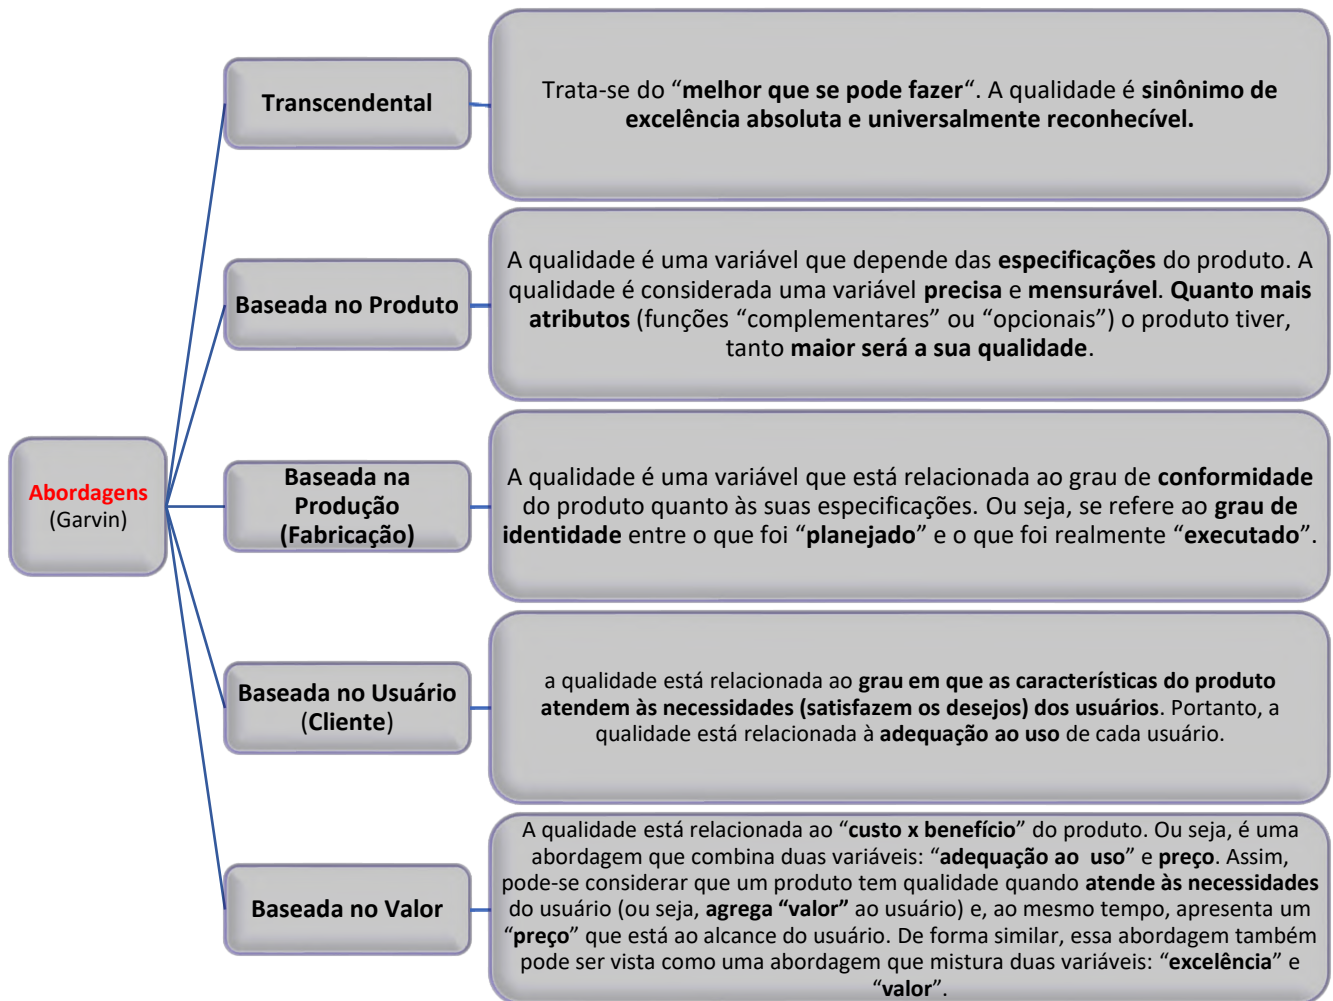 Transcendental
Trata-se do “melhor que se pode fazer“. A qualidade é sinônimo de
excelência absoluta e universalmente reconhecível.
Baseada no Produto
A qualidade é uma variável que depende das especificações do produto. A
qualidade é considerada uma variável precisa e mensurável. Quanto mais
atributos (funções “complementares” ou “opcionais”) o produto tiver,
tanto maior será a sua qualidade.
Abordagens
(Garvin)
Baseada na
Produção
(Fabricação)
A qualidade é uma variável que está relacionada ao grau de conformidade
do produto quanto às suas especificações. Ou seja, se refere ao grau de
identidade entre o que foi “planejado” e o que foi realmente “executado”.
Baseada no Usuário
(Cliente)
a qualidade está relacionada ao grau em que as características do produto
atendem às necessidades (satisfazem os desejos) dos usuários. Portanto, a
qualidade está relacionada à adequação ao uso de cada usuário.
Baseada no Valor
A qualidade está relacionada ao “custo x benefício” do produto. Ou seja, é uma
abordagem que combina duas variáveis: “adequação ao uso” e preço. Assim,
pode-se considerar que um produto tem qualidade quando atende às necessidades
do usuário (ou seja, agrega “valor” ao usuário) e, ao mesmo tempo, apresenta um
“preço” que está ao alcance do usuário. De forma similar, essa abordagem também
pode ser vista como uma abordagem que mistura duas variáveis: “excelência” e
“valor”.